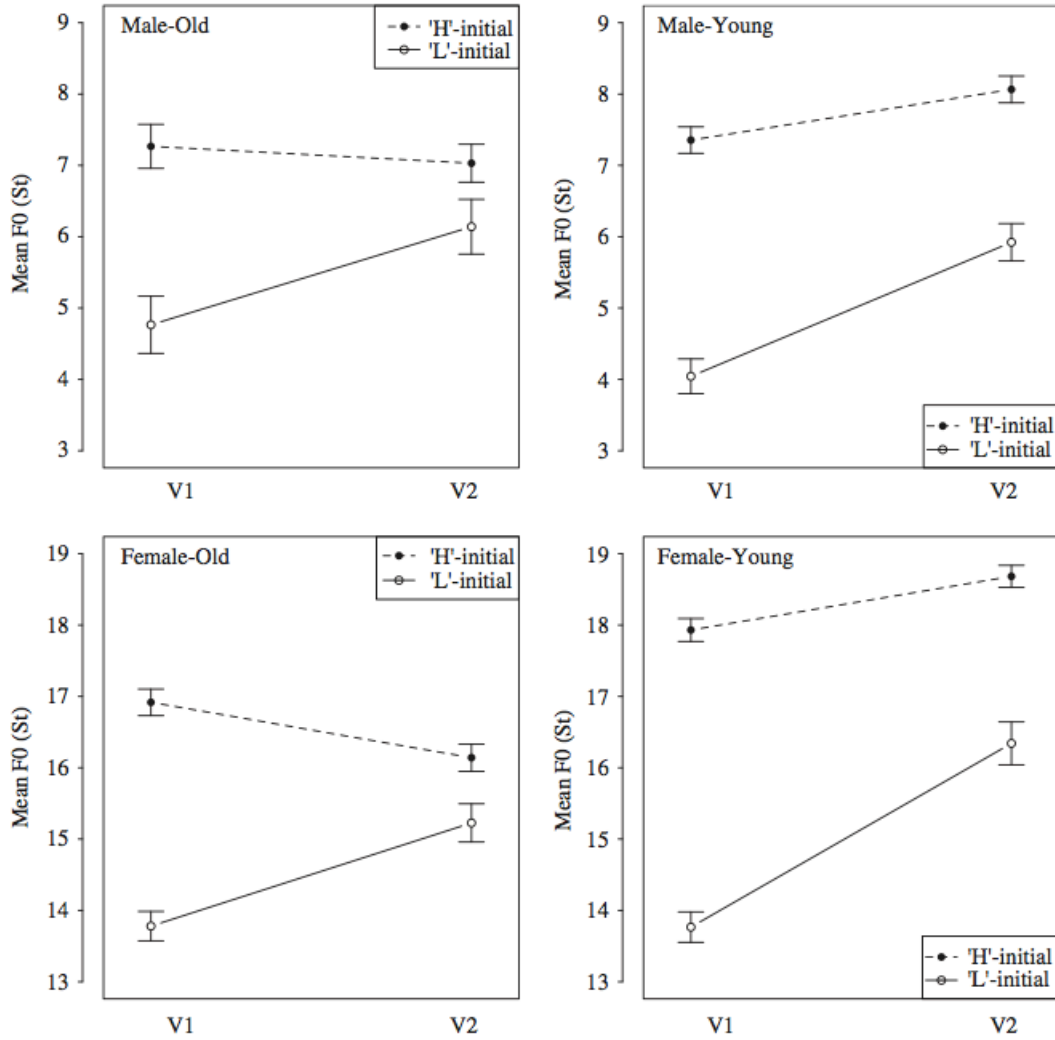 Male-Old
'H'-initial
'L'-initial
9
8
7
6
5
4
3
Mean F0 (St)
V1 V2
Male-Young
9
8
7
6
5
4
3
Mean F0 (St)
'H'-initial
'L'-initial
V1 V2
Female-Old
'H'-initial
'L'-initial
19
18
17
16
15
14
13
Mean F0 (St)
V1 V2
Female-Young
19
18
17
16
15
14
13
Mean F0 (St)
'H'-initial
'L'-initial
V1 V2